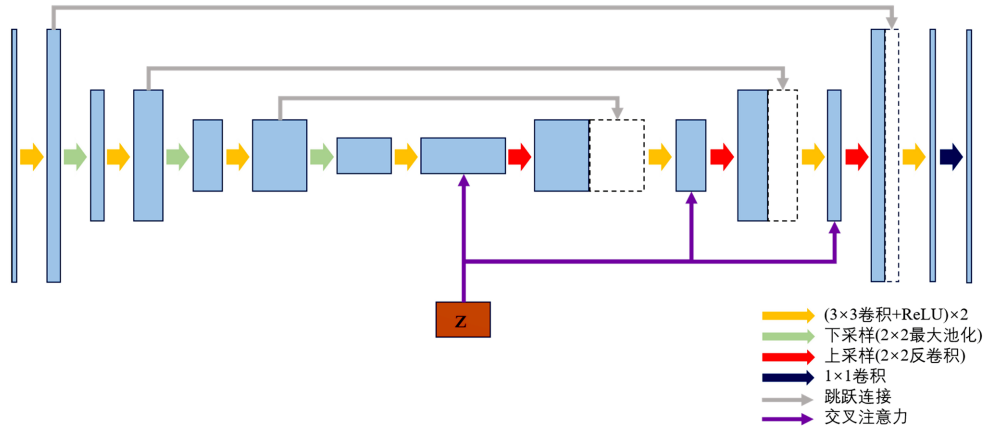 Z
(3×3卷积+ReLU)×2
下采样(2×2最大池化)
上采样(2×2反卷积)
1×1卷积
跳跃连接
交叉注意力